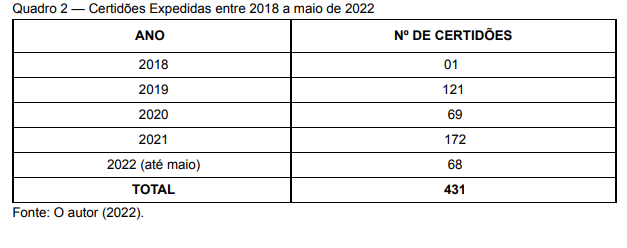 Quadro 2 — Certidões Expedidas entre 2018 a maio de 2022
ANO Nº DE CERTIDÕES
2018 01
2019 121
2020 69
2021 172
2022 (até maio) 68
TOTAL 431
Fonte: O autor (2022).